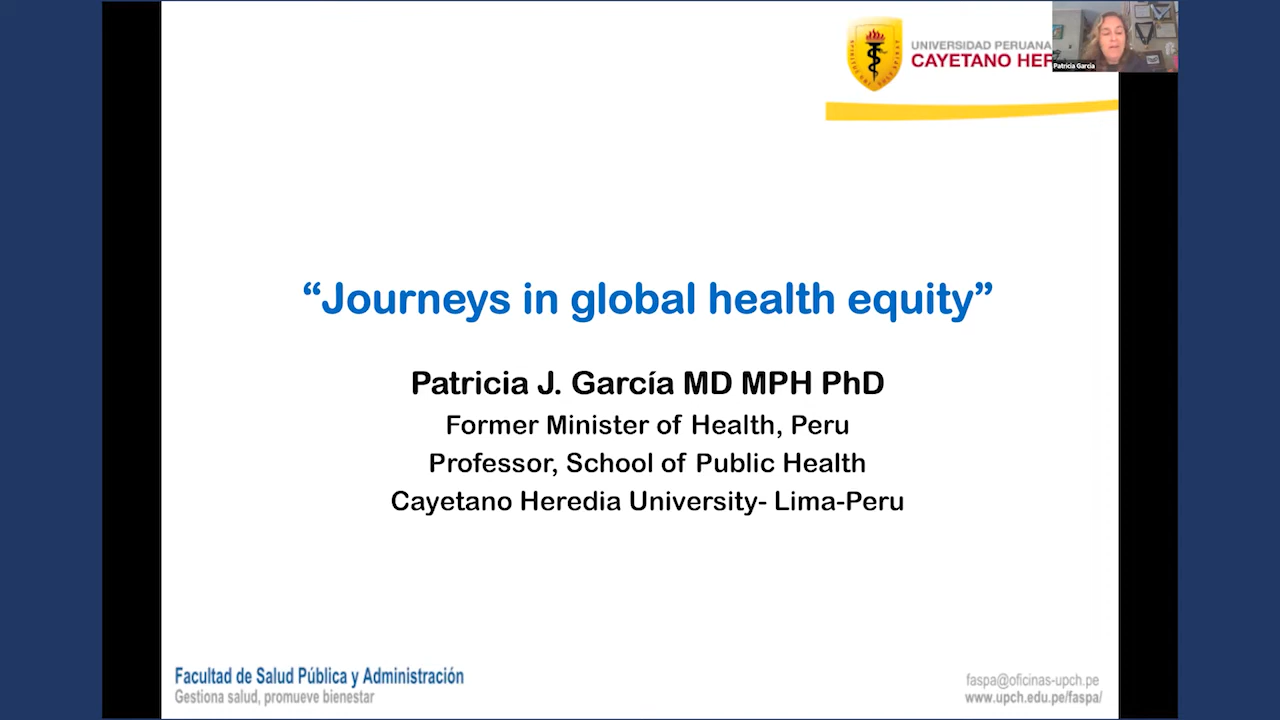 UNIVERSIDAD PERUANA
CAYETANO HER
Patricia García
“Journeys in global health equity”
Patricia J. García MD MPH PhD
Former Minister of Health, Peru
Professor, School of Public Health
Cayetano Heredia University- Lima-Peru
Facultad de Salud Pública y Administración
Gestiona salud, promueve bienestar
faspa@oficinas-upch.pe
www.upch.edu.pe/faspa/